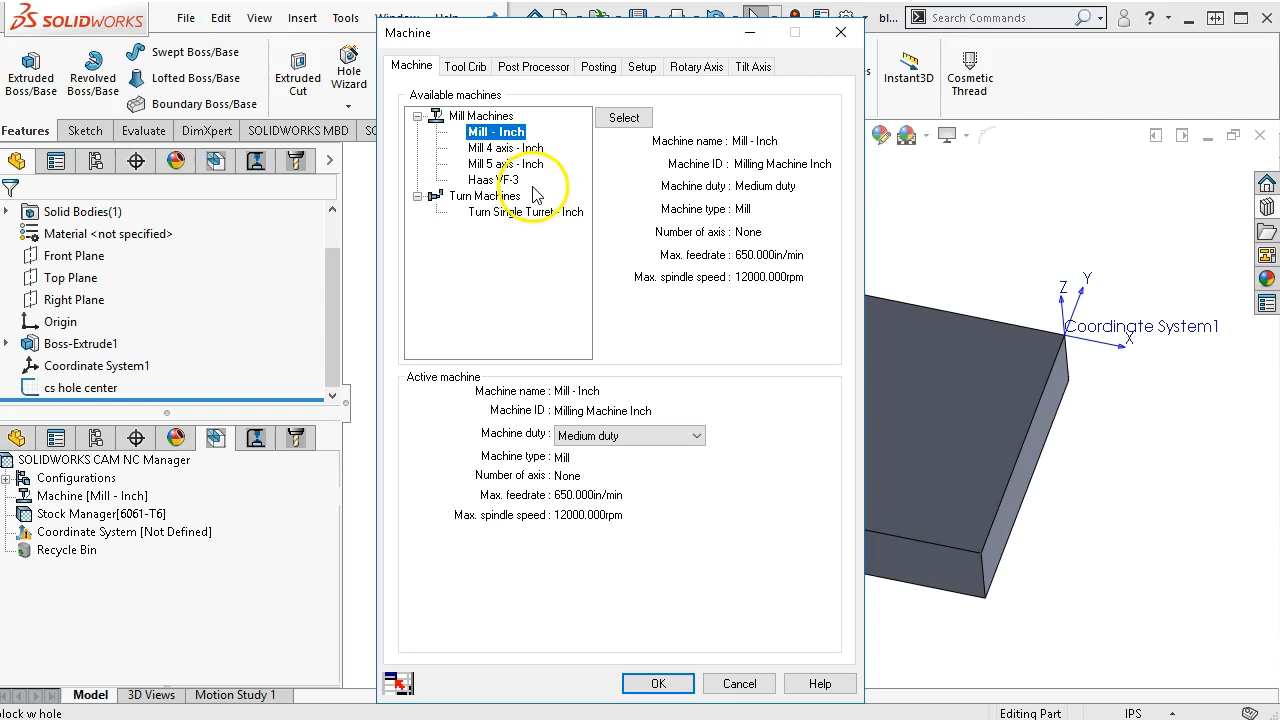 SOLIDWORKS
File Edit View Insert Tools Window
bl...
Search Commands
Extruded Boss/Base
Revolved Boss/Base
Swept Boss/Base
Lofted Boss/Base
Boundary Boss/Base
Extruded Cut
Hole Wizard
Instant3D
Cosmetic Thread
Features Sketch Evaluate DimXpert SOLIDWORKS MBD
Solid Bodies(1)
Material <not specified>
Front Plane
Top Plane
Right Plane
Origin
Boss-Extrude1
Coordinate System1
cs hole center
SOLIDWORKS CAM NC Manager
Configurations
Machine [Mill - Inch]
Stock Manager[6061-T6]
Coordinate System [Not Defined]
Recycle Bin
Model 3D Views Motion Study 1
Machine
Machine Tool Crib Post Processor Posting Setup Rotary Axis Tilt Axis
Available machines
Mill Machines
Mill - Inch
Mill 4 axis - Inch
Mill 5 axis - Inch
Haas VF-3
Turn Machines
Turn Single Turret - Inch
Select
Machine name : Mill - Inch
Machine ID : Milling Machine Inch
Machine duty : Medium duty
Machine type : Mill
Number of axis : None
Max. feedrate : 650.000in/min
Max. spindle speed : 12000.000rpm
Active machine
Machine name : Mill - Inch
Machine ID : Milling Machine Inch
Machine duty : Medium duty
Machine type : Mill
Number of axis : None
Max. feedrate : 650.000in/min
Max. spindle speed : 12000.000rpm
OK Cancel Help
Z Y
Coordinate System1
X
block w hole
Editing Part IPS